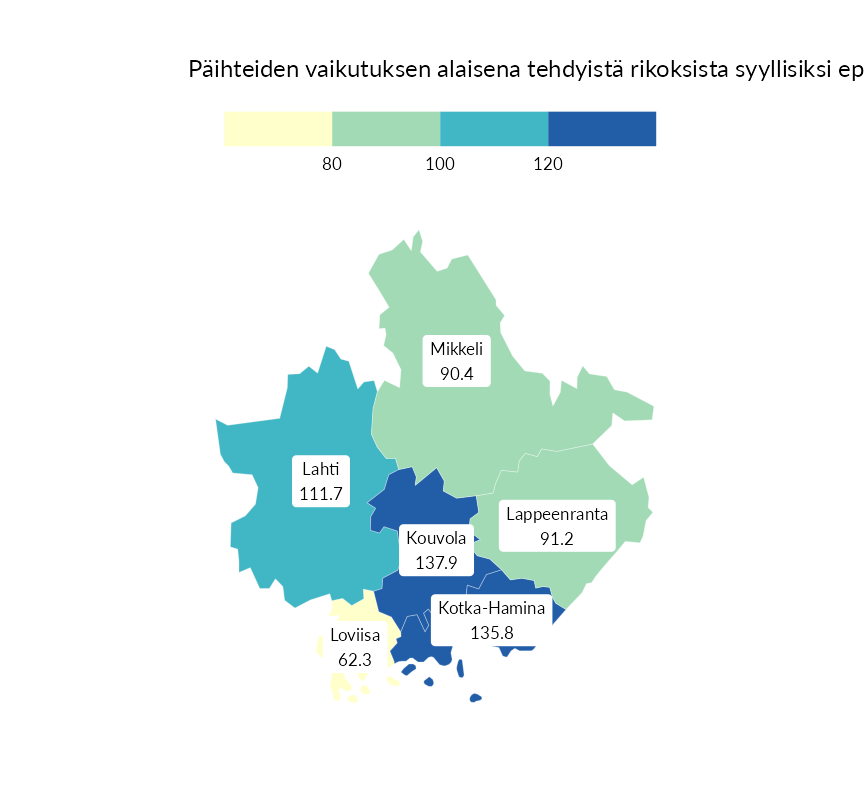 Päihteiden vaikutuksen alaisena tehdyistä rikoksista syyllisiksi ep
80 100 120
Mikkeli
90.4
Lahti
111.7
Lappeenranta
91.2
Kouvola
137.9
Kotka-Hamina
135.8
Loviisa
62.3